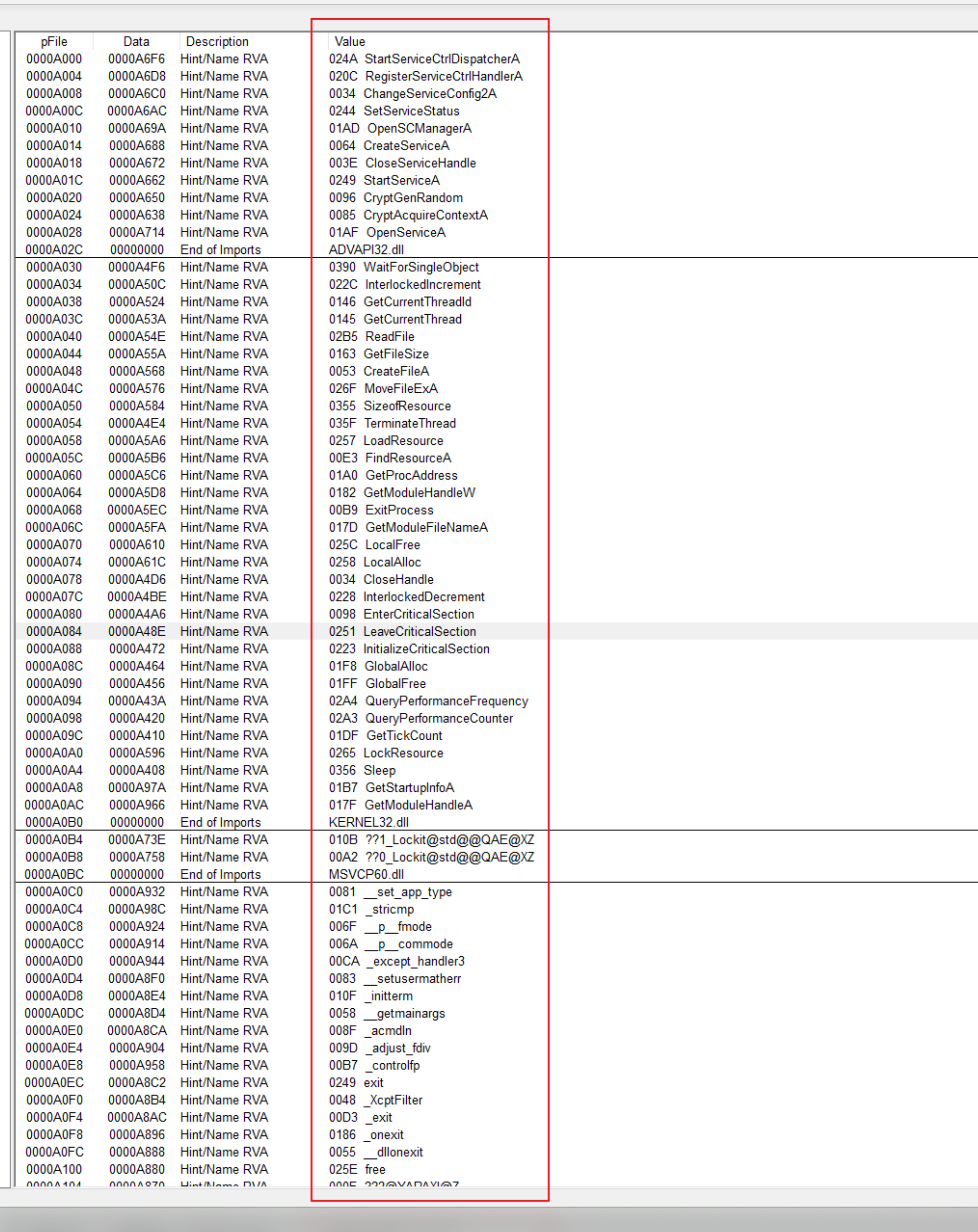 pFile Data Description Value
0000A000 0000A6F6 Hint/Name RVA 024A StartServiceCtrlDispatcherA
0000A004 0000A6D8 Hint/Name RVA 020C RegisterServiceCtrlHandlerA
0000A008 0000A6C0 Hint/Name RVA 0034 ChangeServiceConfig2A
0000A00C 0000A6AC Hint/Name RVA 0244 SetServiceStatus
0000A010 0000A69A Hint/Name RVA 01AD OpenSCManagerA
0000A014 0000A688 Hint/Name RVA 0064 CreateServiceA
0000A018 0000A672 Hint/Name RVA 003E CloseServiceHandle
0000A01C 0000A662 Hint/Name RVA 0249 StartServiceA
0000A020 0000A650 Hint/Name RVA 0096 CryptGenRandom
0000A024 0000A638 Hint/Name RVA 0085 CryptAcquireContextA
0000A028 0000A714 Hint/Name RVA 01AF OpenServiceA
0000A02C 00000000 End of Imports ADVAPI32.dll
0000A030 0000A4F6 Hint/Name RVA 0390 WaitForSingleObject
0000A034 0000A50C Hint/Name RVA 022C InterlockedIncrement
0000A038 0000A524 Hint/Name RVA 0146 GetCurrentThreadId
0000A03C 0000A53A Hint/Name RVA 0145 GetCurrentThread
0000A040 0000A54E Hint/Name RVA 02B5 ReadFile
0000A044 0000A55A Hint/Name RVA 0163 GetFileSize
0000A048 0000A568 Hint/Name RVA 0053 CreateFileA
0000A04C 0000A576 Hint/Name RVA 026F MoveFileExA
0000A050 0000A584 Hint/Name RVA 0355 SizeofResource
0000A054 0000A4E4 Hint/Name RVA 035F TerminateThread
0000A058 0000A5A6 Hint/Name RVA 0257 LoadResource
0000A05C 0000A5B6 Hint/Name RVA 00E3 FindResourceA
0000A060 0000A5C6 Hint/Name RVA 01A0 GetProcAddress
0000A064 0000A5D8 Hint/Name RVA 0182 GetModuleHandleW
0000A068 0000A5EC Hint/Name RVA 00B9 ExitProcess
0000A06C 0000A5FA Hint/Name RVA 017D GetModuleFileNameA
0000A070 0000A610 Hint/Name RVA 025C LocalFree
0000A074 0000A61C Hint/Name RVA 0258 LocalAlloc
0000A078 0000A4D6 Hint/Name RVA 0034 CloseHandle
0000A07C 0000A4BE Hint/Name RVA 0228 InterlockedDecrement
0000A080 0000A4A6 Hint/Name RVA 0098 EnterCriticalSection
0000A084 0000A48E Hint/Name RVA 0251 LeaveCriticalSection
0000A088 0000A472 Hint/Name RVA 0223 InitializeCriticalSection
0000A08C 0000A464 Hint/Name RVA 01F8 GlobalAlloc
0000A090 0000A456 Hint/Name RVA 01FF GlobalFree
0000A094 0000A43A Hint/Name RVA 02A4 QueryPerformanceFrequency
0000A098 0000A420 Hint/Name RVA 02A3 QueryPerformanceCounter
0000A09C 0000A410 Hint/Name RVA 01DF GetTickCount
0000A0A0 0000A596 Hint/Name RVA 0265 LockResource
0000A0A4 0000A408 Hint/Name RVA 0356 Sleep
0000A0A8 0000A97A Hint/Name RVA 01B7 GetStartupInfoA
0000A0AC 0000A966 Hint/Name RVA 017F GetModuleHandleA
0000A0B0 00000000 End of Imports KERNEL32.dll
0000A0B4 0000A73E Hint/Name RVA 010B ??1_Lockit@std@@QAE@XZ
0000A0B8 0000A758 Hint/Name RVA 00A2 ??0_Lockit@std@@QAE@XZ
0000A0BC 00000000 End of Imports MSVCP60.dll
0000A0C0 0000A932 Hint/Name RVA 0081 __set_app_type
0000A0C4 0000A98C Hint/Name RVA 01C1 _stricmp
0000A0C8 0000A924 Hint/Name RVA 006F __p__fmode
0000A0CC 0000A914 Hint/Name RVA 006A __p__commode
0000A0D0 0000A944 Hint/Name RVA 00CA _except_handler3
0000A0D4 0000A8F0 Hint/Name RVA 0083 __setusermatherr
0000A0D8 0000A8E4 Hint/Name RVA 010F _initterm
0000A0DC 0000A8D4 Hint/Name RVA 0058 __getmainargs
0000A0E0 0000A8CA Hint/Name RVA 008F _acmdln
0000A0E4 0000A904 Hint/Name RVA 009D _adjust_fdiv
0000A0E8 0000A958 Hint/Name RVA 00B7 _controlfp
0000A0EC 0000A8C2 Hint/Name RVA 0249 exit
0000A0F0 0000A8B4 Hint/Name RVA 0048 _XcptFilter
0000A0F4 0000A8AC Hint/Name RVA 00D3 _exit
0000A0F8 0000A896 Hint/Name RVA 0186 _onexit
0000A0FC 0000A888 Hint/Name RVA 0055 __dllonexit
0000A100 0000A880 Hint/Name RVA 025E free
0000A104 0000A870 Hint/Name RVA